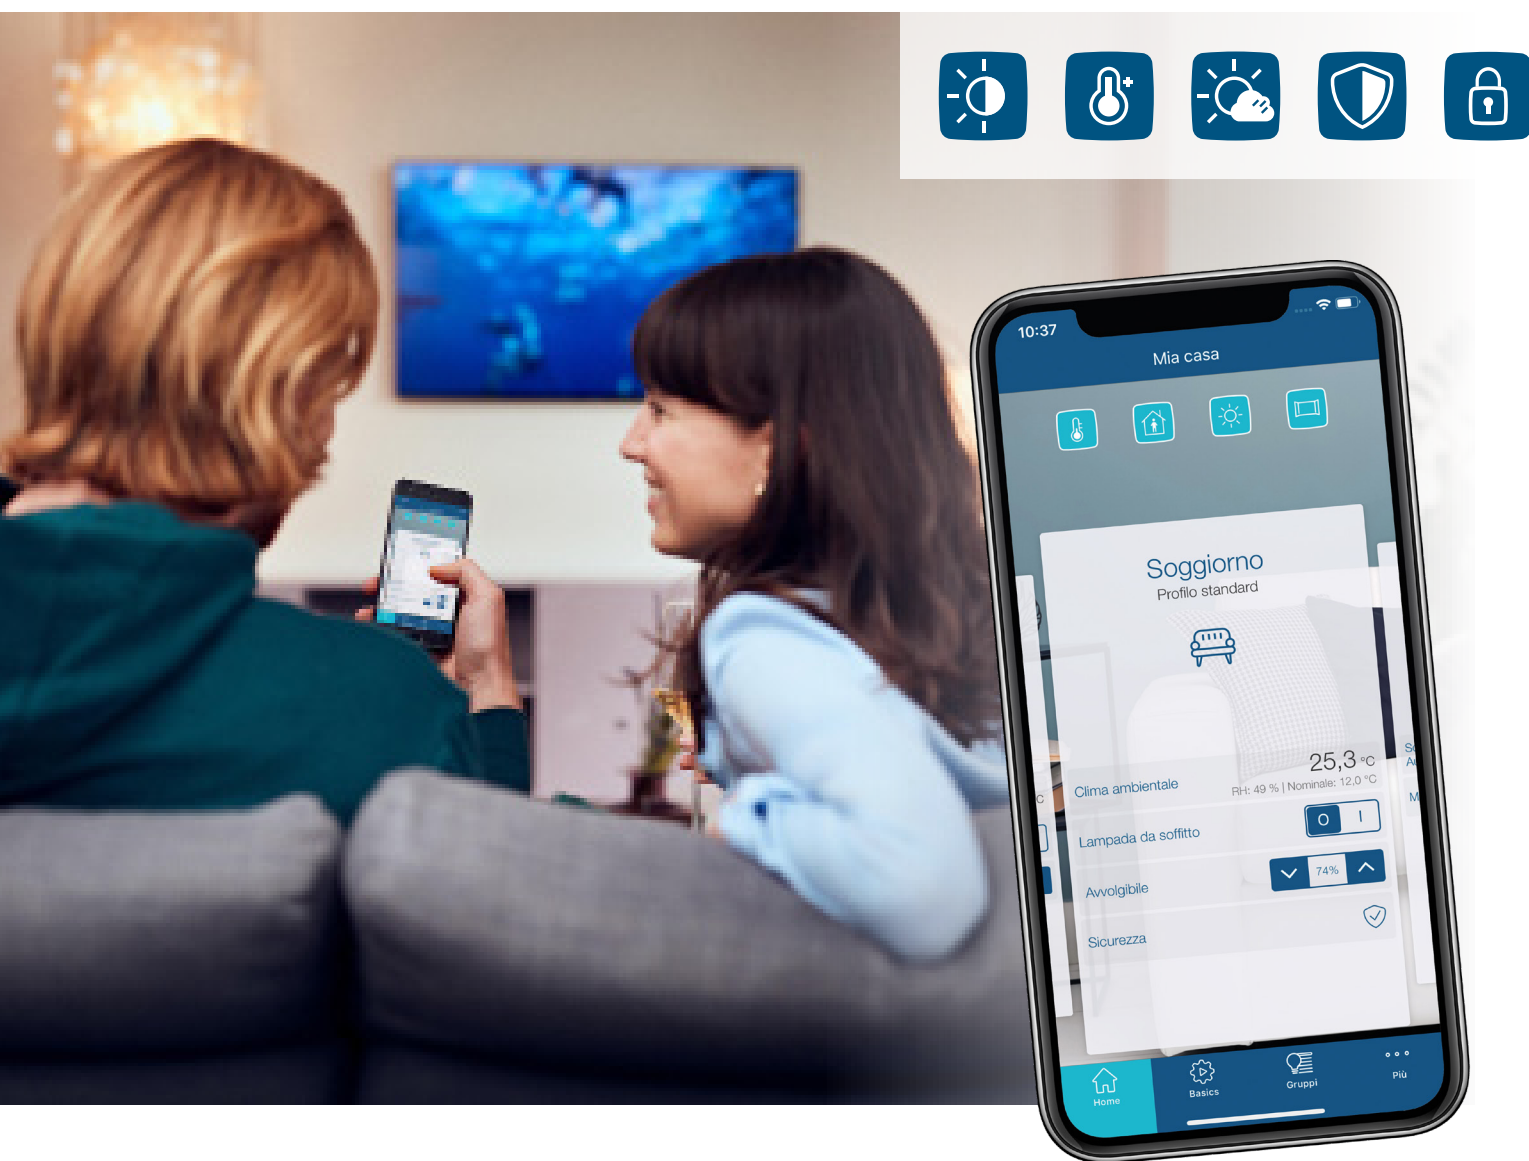 10:37
Mia casa
Soggiorno
Profilo standard
Clima ambientale
25,3 °C
RH: 49 % | Nominale: 12,0 °C
Lampada da soffitto
O I
Avvolgibile
74%
Sicurezza
Home
Basics
Gruppi
Più